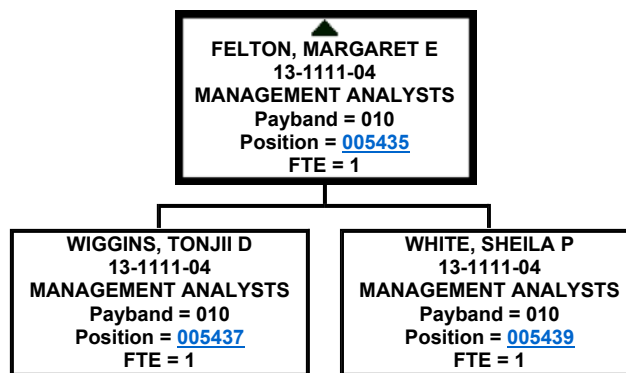 FELTON, MARGARET E
13-1111-04
MANAGEMENT ANALYSTS
Payband = 010
Position = 005435
FTE = 1
WIGGINS, TONJII D
13-1111-04
MANAGEMENT ANALYSTS
Payband = 010
Position = 005437
FTE = 1
WHITE, SHEILA P
13-1111-04
MANAGEMENT ANALYSTS
Payband = 010
Position = 005439
FTE = 1